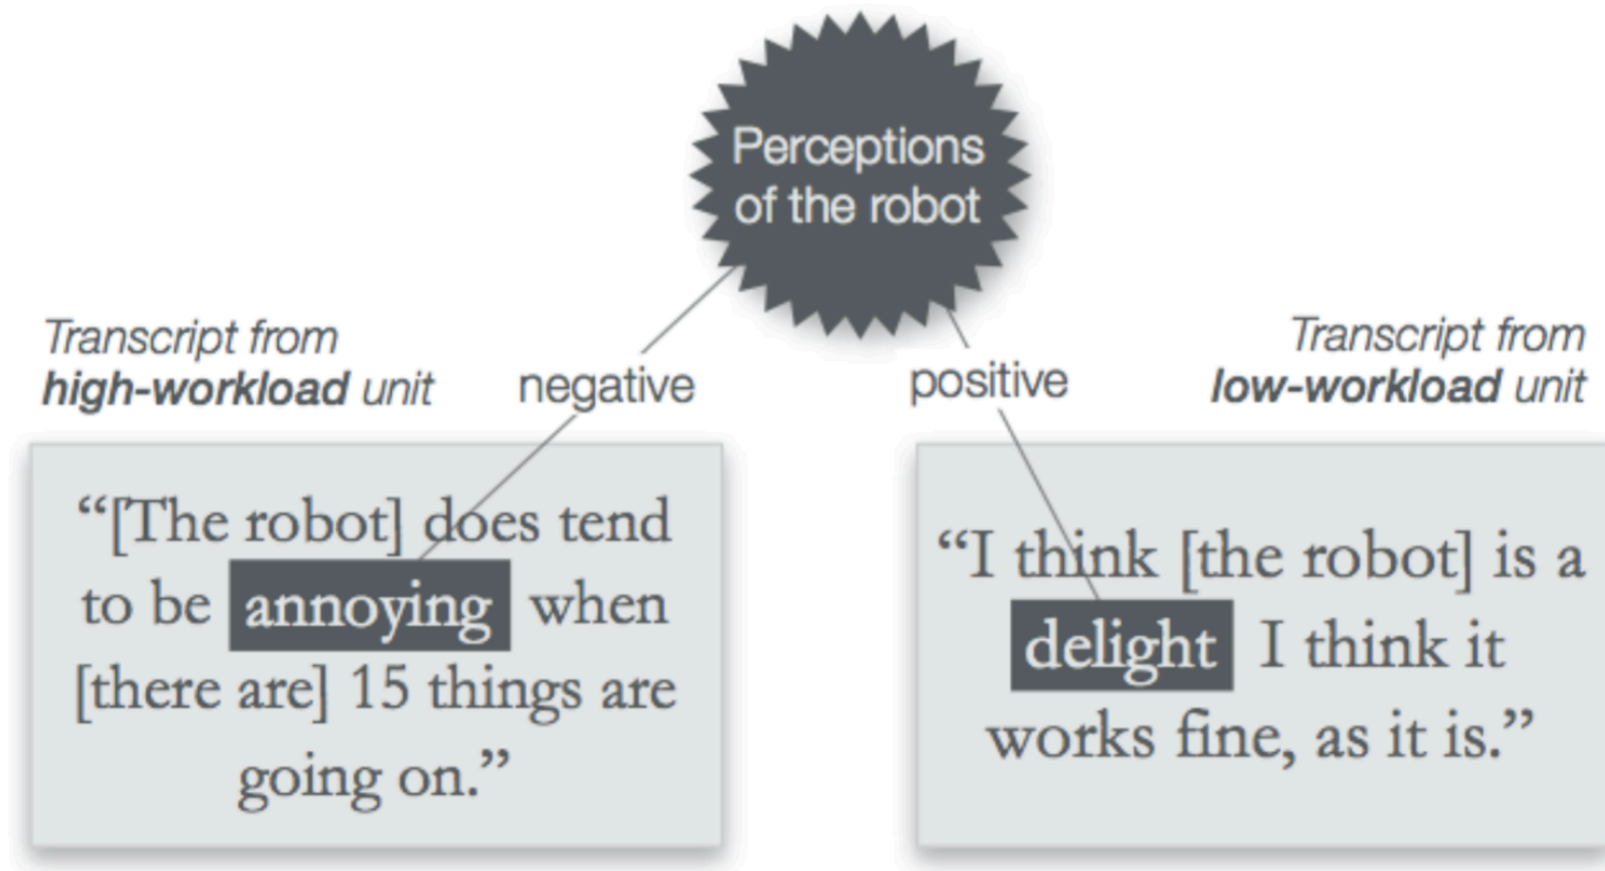 Perceptions
of the robot
Transcript from
high-workload unit
negative
positive
Transcript from
low-workload unit
“[The robot] does tend
to be annoying when
[there are] 15 things are
going on.”
“I think [the robot] is a
delight I think it
works fine, as it is.”